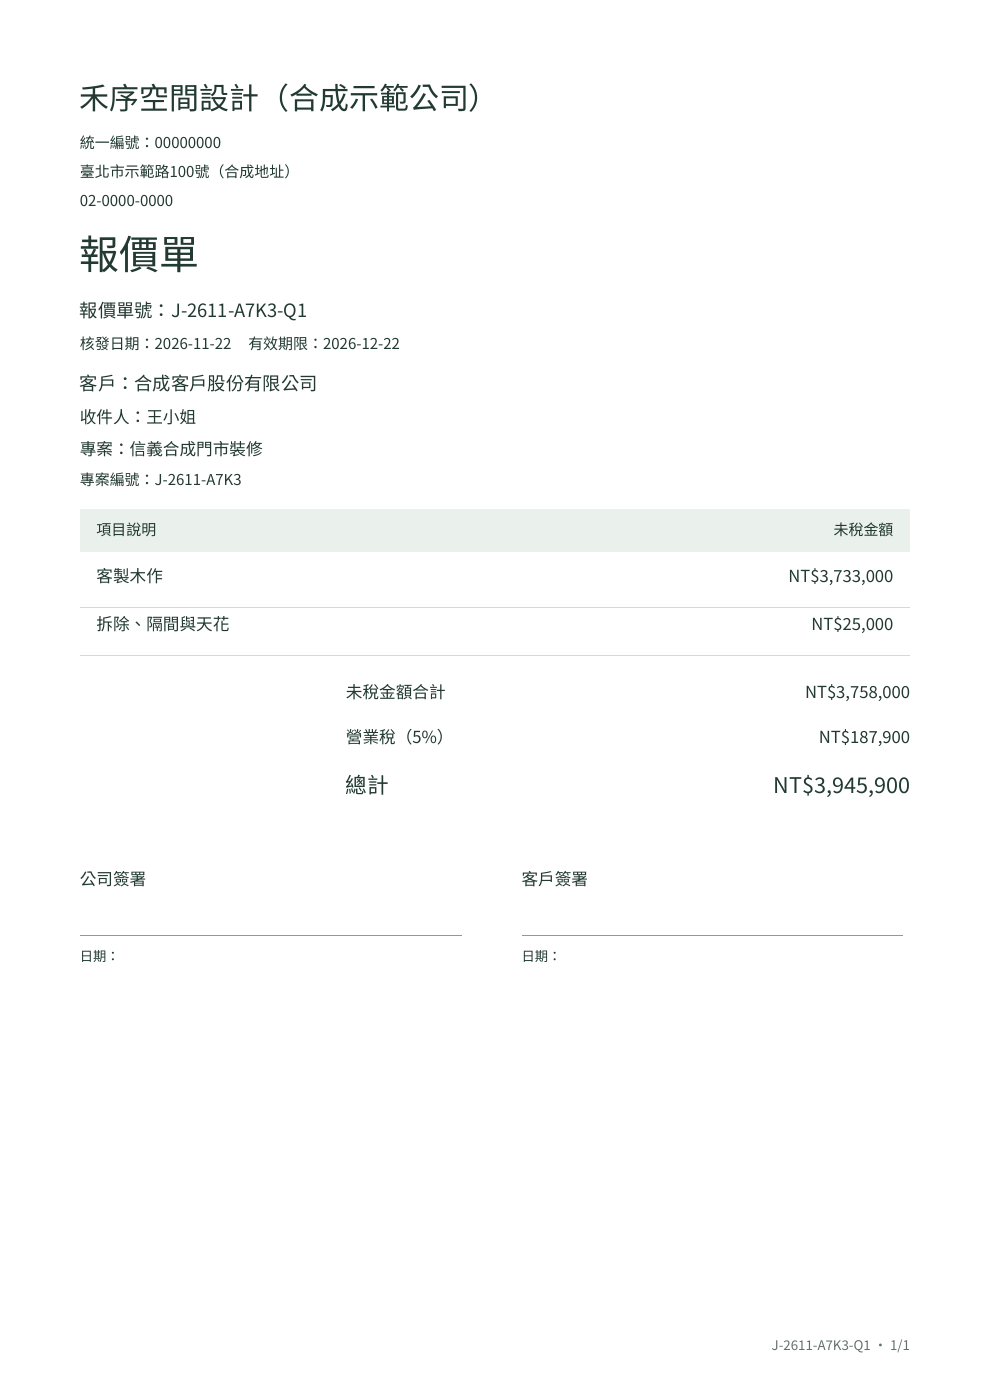 禾序空間設計（合成示範公司）
統一編號：00000000
臺北市示範路100號（合成地址）
02-0000-0000
報價單
報價單號：J-2611-A7K3-Q1
核發日期：2026-11-22　有效期限：2026-12-22
客戶：合成客戶股份有限公司
收件人：王小姐
專案：信義合成門市裝修
專案編號：J-2611-A7K3
項目說明 未稅金額
客製木作 NT$3,733,000
拆除、隔間與天花 NT$25,000
未稅金額合計 NT$3,758,000
營業稅（5%） NT$187,900
總計 NT$3,945,900
公司簽署 客戶簽署
日期： 日期：
J-2611-A7K3-Q1 · 1/1